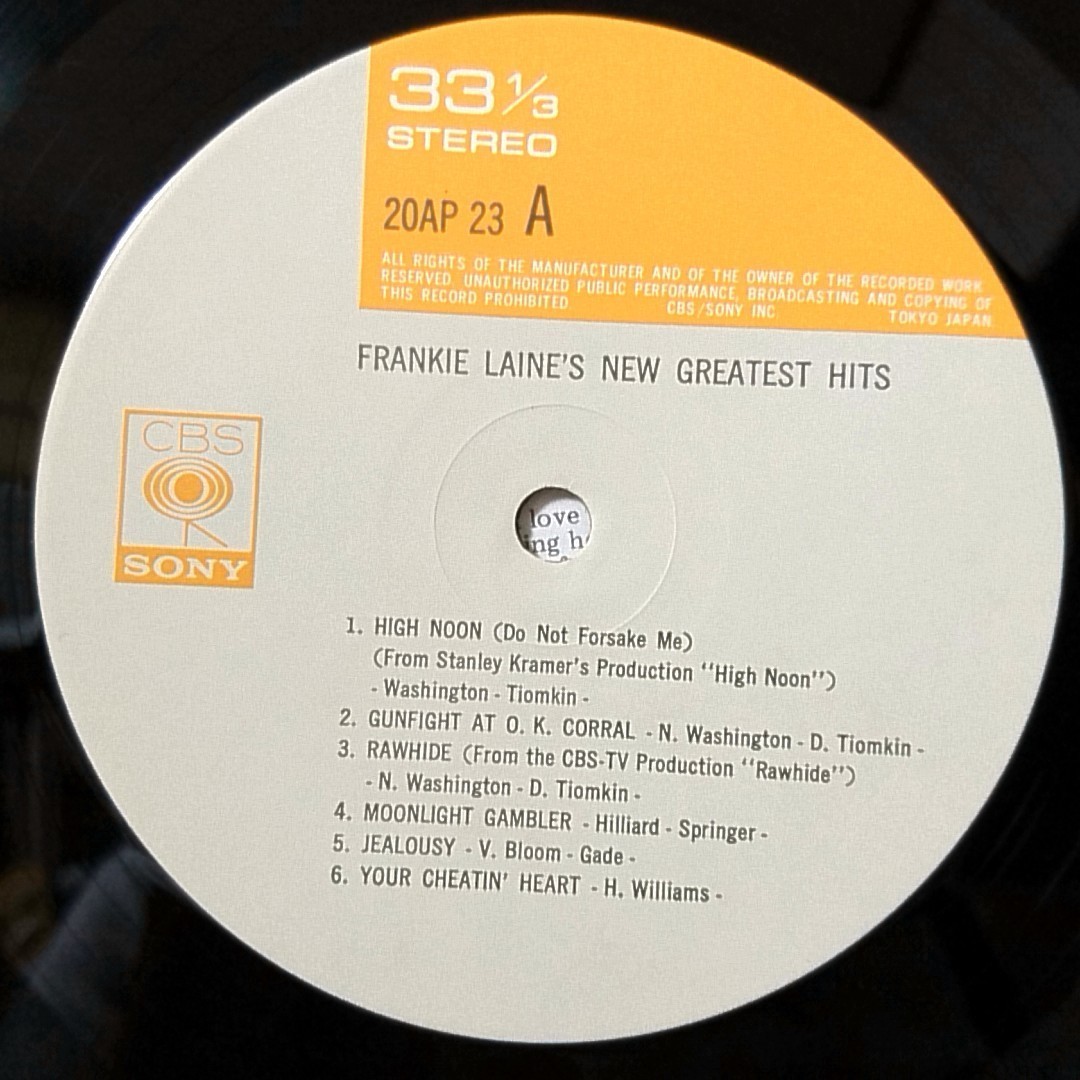 33 1/3
STEREO
20AP 23 A
ALL RIGHTS OF THE MANUFACTURER AND OF THE OWNER OF THE RECORDED WORK
RESERVED. UNAUTHORIZED PUBLIC PERFORMANCE, BROADCASTING AND COPYING OF
THIS RECORD PROHIBITED. CBS/SONY INC. TOKYO JAPAN.
FRANKIE LAINE'S NEW GREATEST HITS
CBS
SONY
love
ing h
1. HIGH NOON (Do Not Forsake Me)
(From Stanley Kramer's Production "High Noon")
- Washington - Tiomkin -
2. GUNFIGHT AT O. K. CORRAL - N. Washington - D. Tiomkin -
3. RAWHIDE (From the CBS-TV Production "Rawhide")
- N. Washington - D. Tiomkin -
4. MOONLIGHT GAMBLER - Hilliard - Springer -
5. JEALOUSY - V. Bloom - Gade -
6. YOUR CHEATIN' HEART - H. Williams -